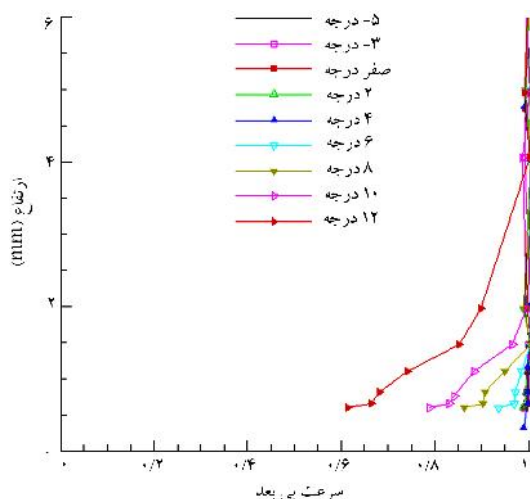 -۵ درجه
-۳ درجه
صفر درجه
۲ درجه
۴ درجه
۶ درجه
۸ درجه
۱۰ درجه
۱۲ درجه
۶
۴
۲
۰
ارتفاع (mm)
۰ ۰/۲ ۰/۴ ۰/۶ ۰/۸ ۱
سرعت بی بعد